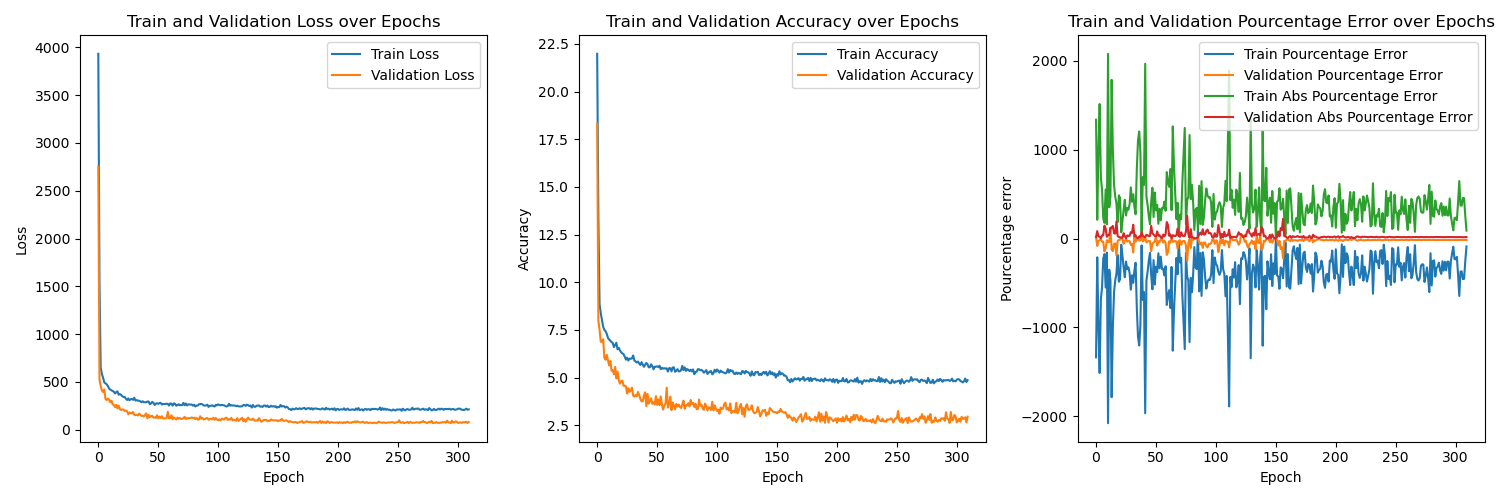 Train and Validation Loss over Epochs
Loss
4000
3500
3000
2500
2000
1500
1000
500
0
Train Loss
Validation Loss
0 50 100 150 200 250 300
Epoch
Train and Validation Accuracy over Epochs
Accuracy
22.5
20.0
17.5
15.0
12.5
10.0
7.5
5.0
2.5
Train Accuracy
Validation Accuracy
0 50 100 150 200 250 300
Epoch
Train and Validation Pourcentage Error over Epochs
Pourcentage error
2000
1000
0
−1000
−2000
Train Pourcentage Error
Validation Pourcentage Error
Train Abs Pourcentage Error
Validation Abs Pourcentage Error
0 50 100 150 200 250 300
Epoch